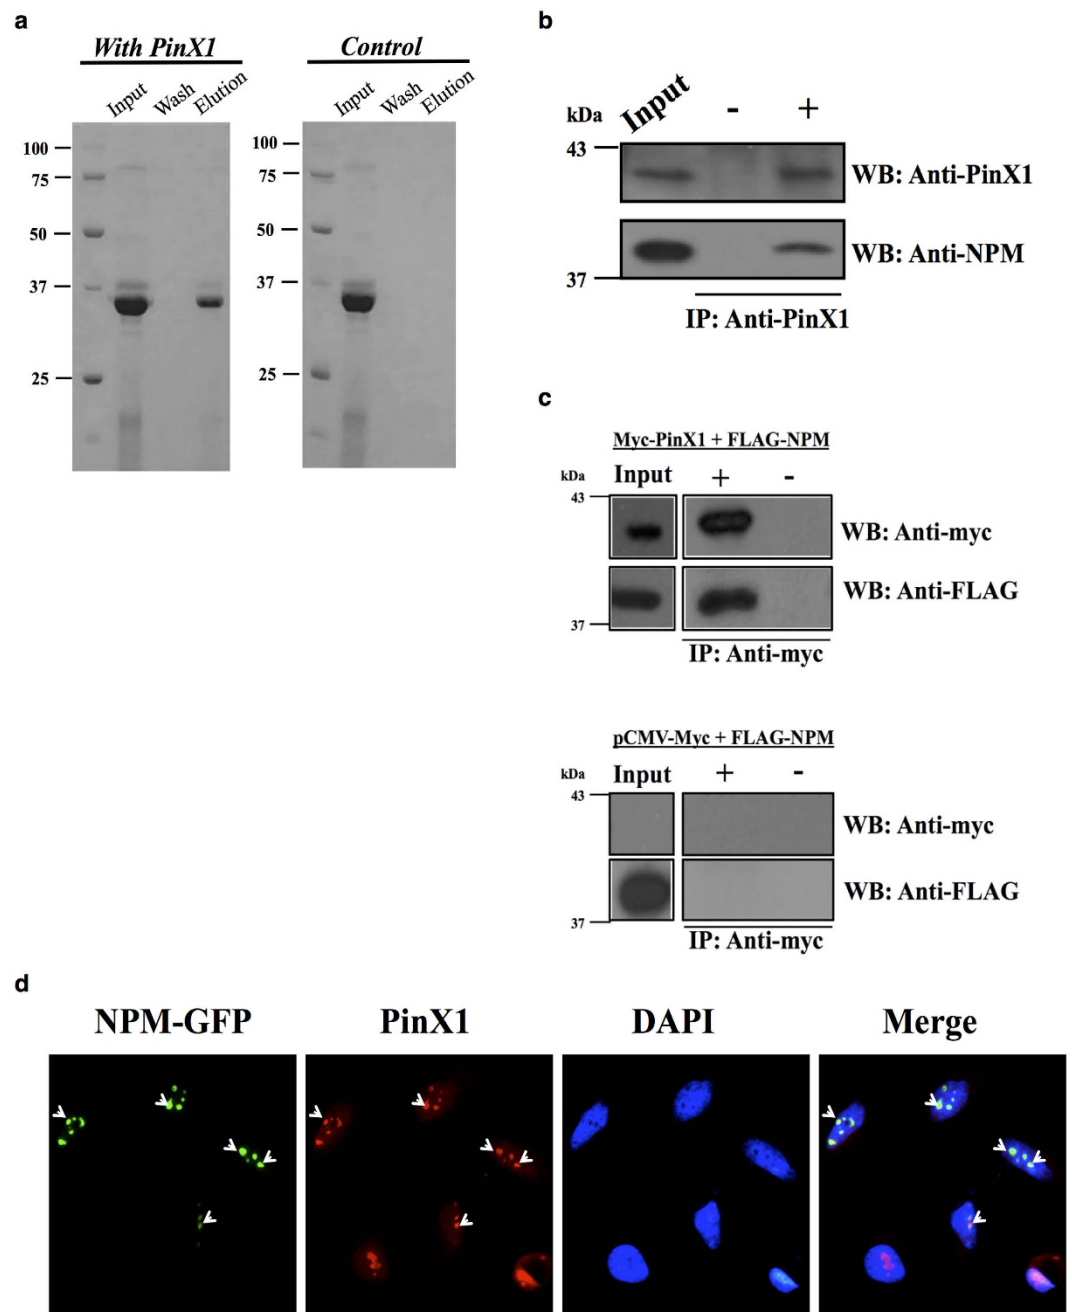 a
With PinX1
Control
Input Wash Elution
Input Wash Elution
100
75
50
37
25
100
75
50
37
25
b
kDa Input - +
43
WB: Anti-PinX1
WB: Anti-NPM
37
IP: Anti-PinX1
c
Myc-PinX1 + FLAG-NPM
kDa Input + -
43
WB: Anti-myc
WB: Anti-FLAG
37
IP: Anti-myc
pCMV-Myc + FLAG-NPM
kDa Input + -
43
WB: Anti-myc
WB: Anti-FLAG
37
IP: Anti-myc
d
NPM-GFP PinX1 DAPI Merge